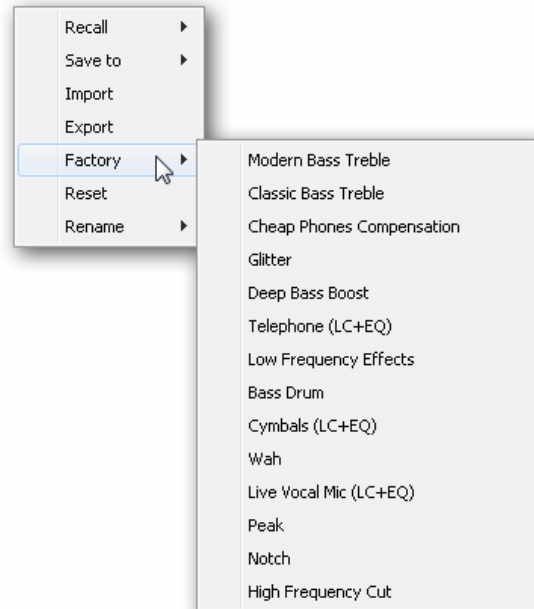 Recall
Save to
Import
Export
Factory
Reset
Rename
Modern Bass Treble
Classic Bass Treble
Cheap Phones Compensation
Glitter
Deep Bass Boost
Telephone (LC+EQ)
Low Frequency Effects
Bass Drum
Cymbals (LC+EQ)
Wah
Live Vocal Mic (LC+EQ)
Peak
Notch
High Frequency Cut